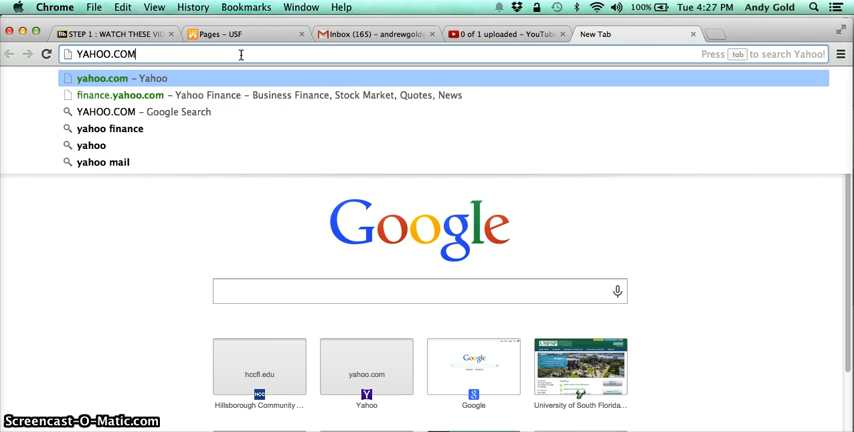 Chrome File Edit View History Bookmarks Window Help 100% Tue 4:27 PM Andy Gold
STEP 1 : WATCH THESE VID Pages – USF Inbox (165) – andrewgold YouTube 0 of 1 uploaded – YouTube New Tab
YAHOO.COM Press tab to search Yahoo!
yahoo.com – Yahoo
finance.yahoo.com – Yahoo Finance – Business Finance, Stock Market, Quotes, News
YAHOO.COM – Google Search
yahoo finance
yahoo
yahoo mail
Google
hccfl.edu yahoo.com
Hillsborough Community ... Yahoo Google University of South Florida...
Screencast-O-Matic.com